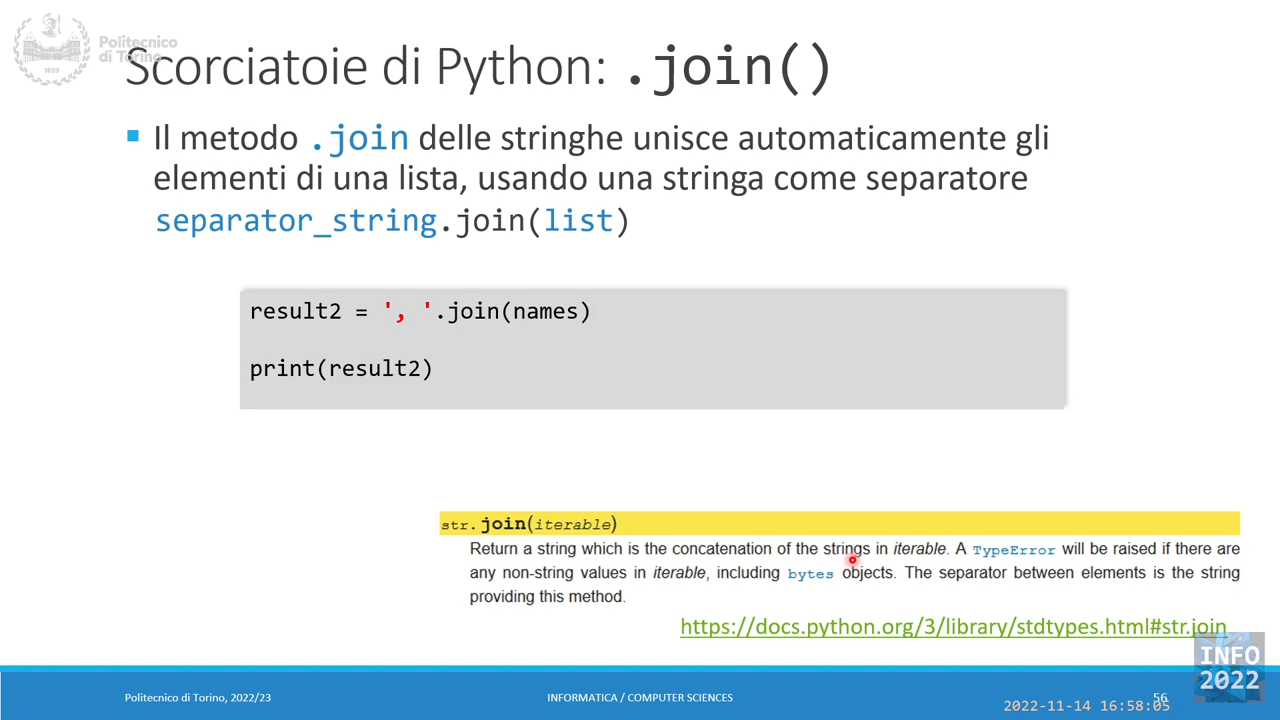 Politecnico
di Torino
1859
Scorciatoie di Python: .join()
Il metodo .join delle stringhe unisce automaticamente gli
elementi di una lista, usando una stringa come separatore
separator_string.join(list)
result2 = ', '.join(names)
print(result2)
str.join(iterable)
Return a string which is the concatenation of the strings in iterable. A TypeError will be raised if there are
any non-string values in iterable, including bytes objects. The separator between elements is the string
providing this method.
https://docs.python.org/3/library/stdtypes.html#str.join
INFO
2022
Politecnico di Torino, 2022/23
INFORMATICA / COMPUTER SCIENCES
56
2022-11-14 16:58:05